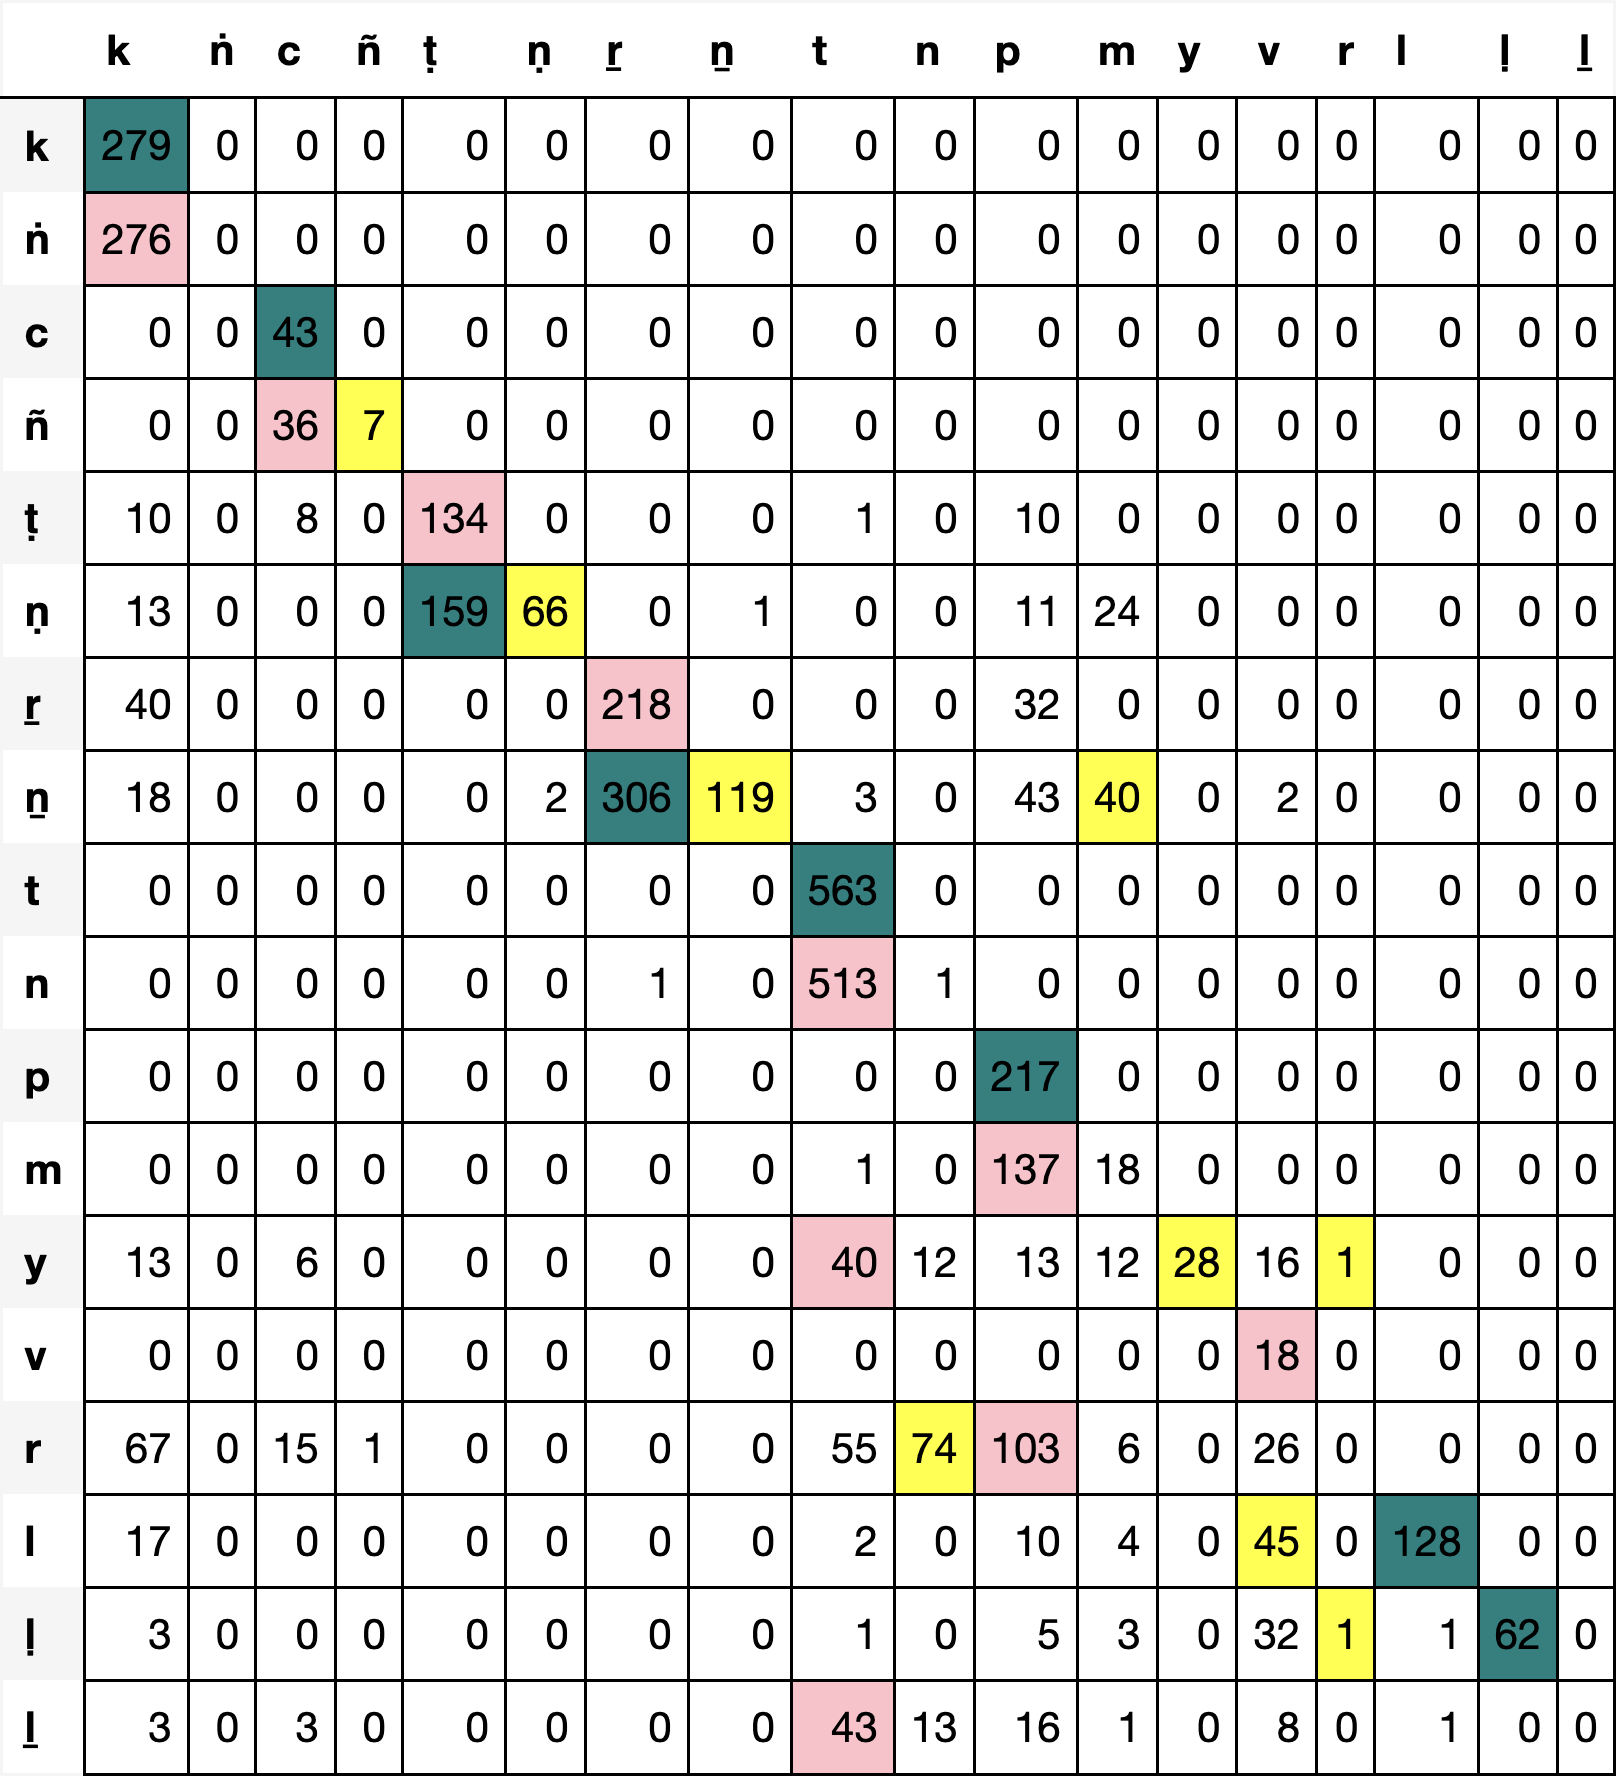 k ṅ c ñ ṭ ṇ ṟ ṉ t n p m y v r l ḷ ḻ
k 279 0 0 0 0 0 0 0 0 0 0 0 0 0 0 0 0 0
ṅ 276 0 0 0 0 0 0 0 0 0 0 0 0 0 0 0 0 0
c 0 0 43 0 0 0 0 0 0 0 0 0 0 0 0 0 0 0
ñ 0 0 36 7 0 0 0 0 0 0 0 0 0 0 0 0 0 0
ṭ 10 0 8 0 134 0 0 0 1 0 10 0 0 0 0 0 0 0
ṇ 13 0 0 0 159 66 0 1 0 0 11 24 0 0 0 0 0 0
ṟ 40 0 0 0 0 0 218 0 0 0 32 0 0 0 0 0 0 0
ṉ 18 0 0 0 0 2 306 119 3 0 43 40 0 2 0 0 0 0
t 0 0 0 0 0 0 0 0 563 0 0 0 0 0 0 0 0 0
n 0 0 0 0 0 0 1 0 513 1 0 0 0 0 0 0 0 0
p 0 0 0 0 0 0 0 0 0 0 217 0 0 0 0 0 0 0
m 0 0 0 0 0 0 0 0 1 0 137 18 0 0 0 0 0 0
y 13 0 6 0 0 0 0 0 40 12 13 12 28 16 1 0 0 0
v 0 0 0 0 0 0 0 0 0 0 0 0 0 18 0 0 0 0
r 67 0 15 1 0 0 0 0 55 74 103 6 0 26 0 0 0 0
l 17 0 0 0 0 0 0 0 2 0 10 4 0 45 0 128 0 0
ḷ 3 0 0 0 0 0 0 0 1 0 5 3 0 32 1 1 62 0
ḻ 3 0 3 0 0 0 0 0 43 13 16 1 0 8 0 1 0 0